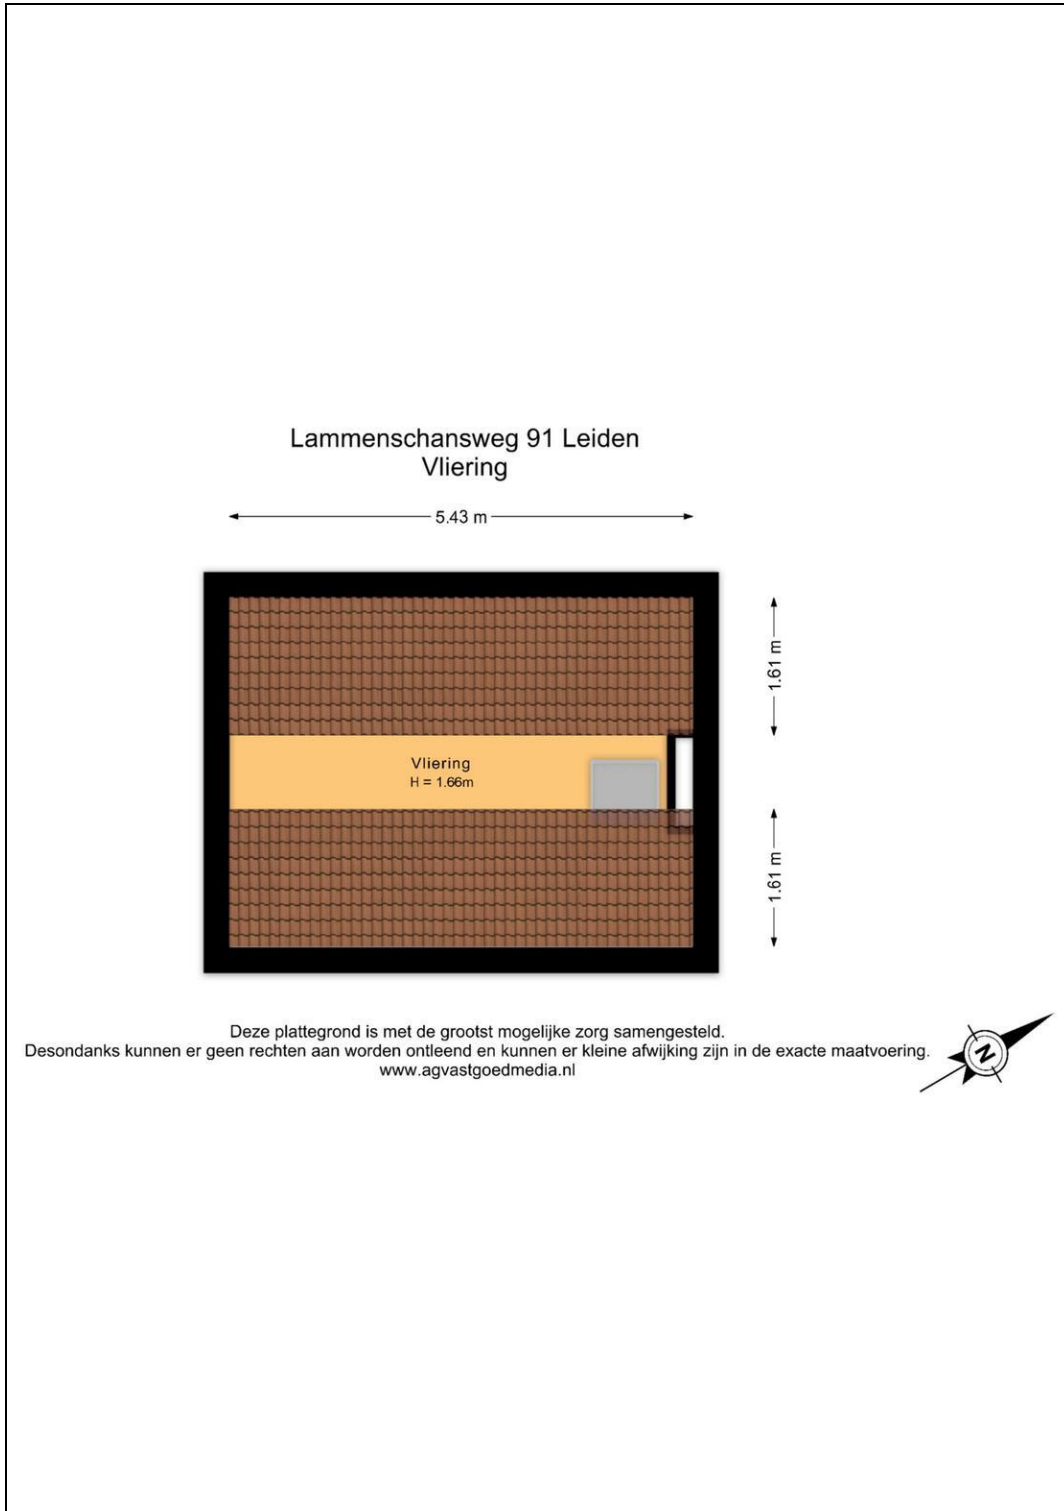 Lammenschansweg 91 Leiden
Vliering
5.43 m
1.61 m
Vliering
H = 1.66m
1.61 m
Deze plattegrond is met de grootst mogelijke zorg samengesteld.
Desondanks kunnen er geen rechten aan worden ontleend en kunnen er kleine afwijking zijn in de exacte maatvoering.
www.agvastgoedmedia.nl
N